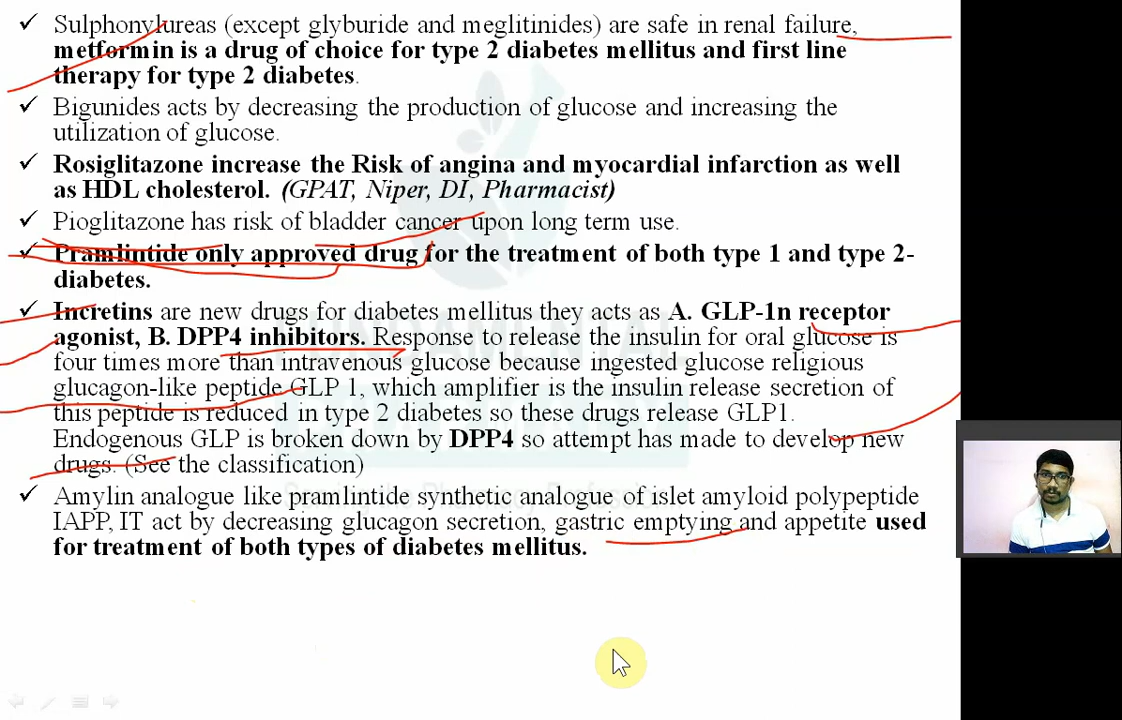 ✓ Sulphonylureas (except glyburide and meglitinides) are safe in renal failure,
metformin is a drug of choice for type 2 diabetes mellitus and first line
therapy for type 2 diabetes.
✓ Bigunides acts by decreasing the production of glucose and increasing the
utilization of glucose.
✓ Rosiglitazone increase the Risk of angina and myocardial infarction as well
as HDL cholesterol. (GPAT, Niper, DI, Pharmacist)
✓ Pioglitazone has risk of bladder cancer upon long term use.
✓ Pramlintide only approved drug for the treatment of both type 1 and type 2-
diabetes.
✓ Incretins are new drugs for diabetes mellitus they acts as A. GLP-1n receptor
agonist, B. DPP4 inhibitors. Response to release the insulin for oral glucose is
four times more than intravenous glucose because ingested glucose religious
glucagon-like peptide GLP 1, which amplifier is the insulin release secretion of
this peptide is reduced in type 2 diabetes so these drugs release GLP1.
Endogenous GLP is broken down by DPP4 so attempt has made to develop new
drugs. (See the classification)
✓ Amylin analogue like pramlintide synthetic analogue of islet amyloid polypeptide
IAPP, IT act by decreasing glucagon secretion, gastric emptying and appetite used
for treatment of both types of diabetes mellitus.